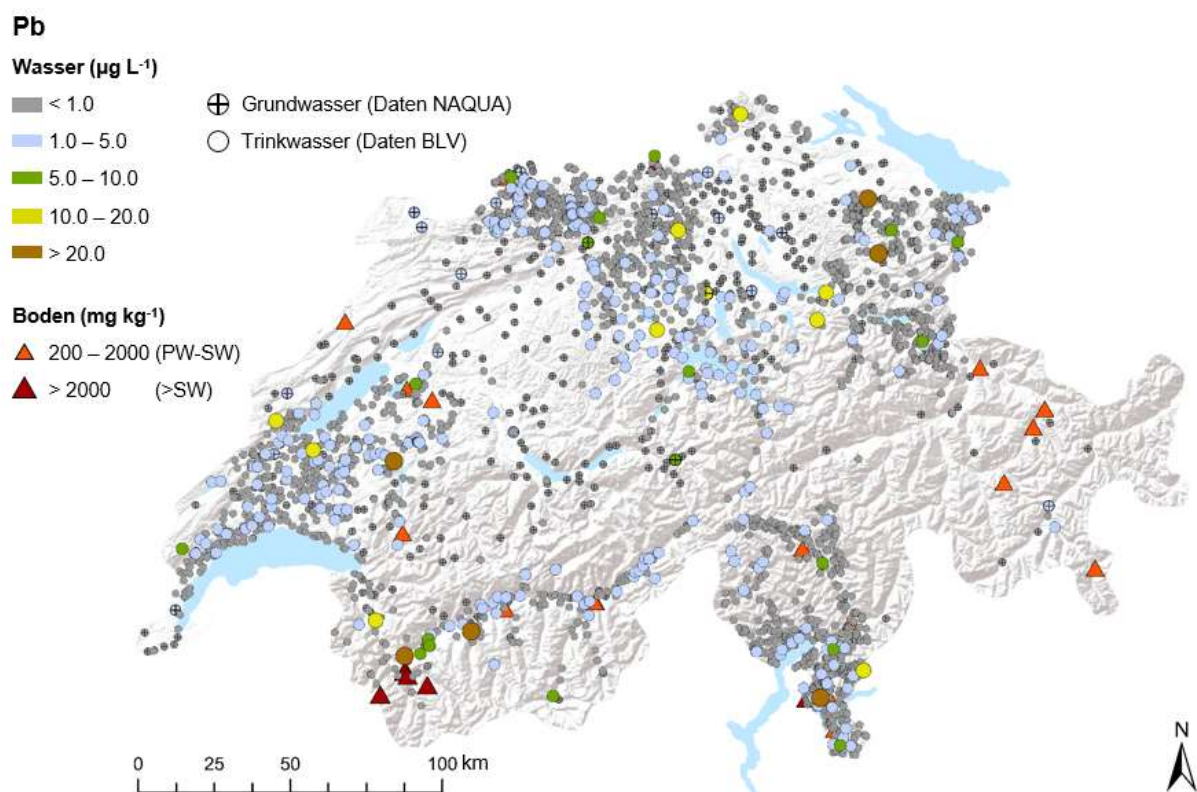 Pb
Wasser (µg L⁻¹)
< 1.0
1.0 – 5.0
5.0 – 10.0
10.0 – 20.0
> 20.0
Grundwasser (Daten NAQUA)
Trinkwasser (Daten BLV)
Boden (mg kg⁻¹)
200 – 2000 (PW-SW)
> 2000 (>SW)
0 25 50 100 km
N